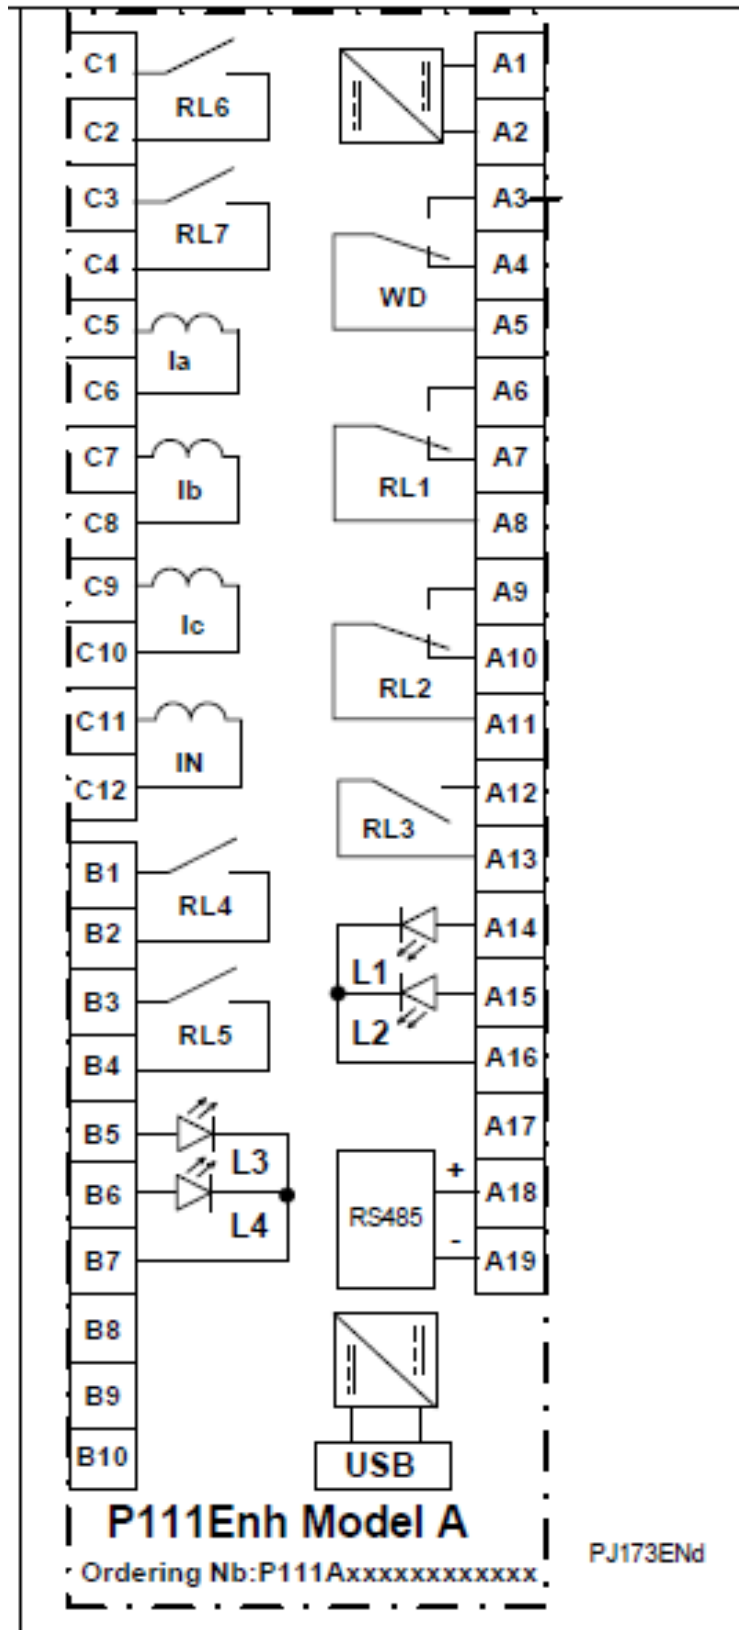 C1
RL6
C2
C3
RL7
C4
C5
Ia
C6
C7
Ib
C8
C9
Ic
C10
C11
IN
C12
B1
RL4
B2
B3
RL5
B4
B5
L3
B6
L4
B7
B8
B9
B10
A1
A2
A3
A4
WD
A5
A6
A7
RL1
A8
A9
A10
RL2
A11
A12
RL3
A13
A14
L1
A15
L2
A16
A17
+
RS485
A18
-
A19
USB
P111Enh Model A
Ordering Nb:P111Axxxxxxxxxxxxx
PJ173ENd